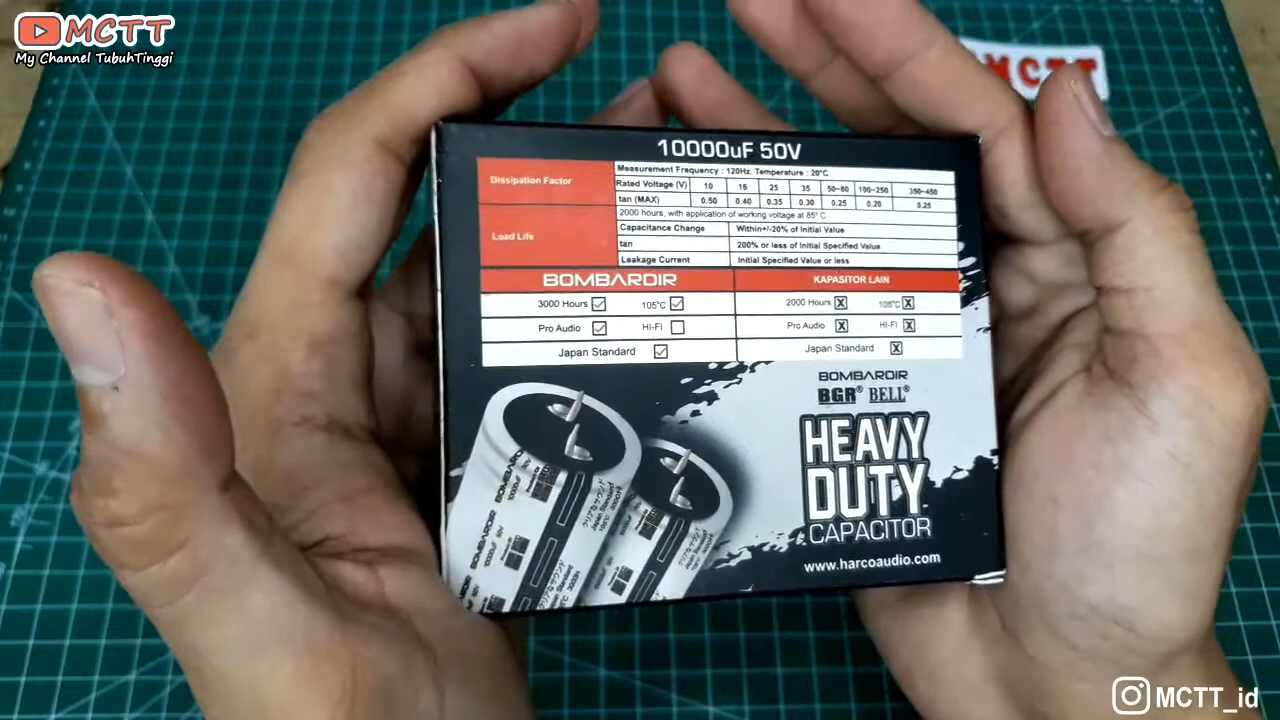 MCTT
My Channel TubuhTinggi
MCTT
10000uF 50V
Dissipation Factor
Measurement Frequency : 120Hz. Temperature : 20°C
Rated Voltage (V) 10 16 25 35 50-80 100-250 350-450
tan (MAX) 0.50 0.40 0.35 0.30 0.25 0.20 0.25
Load Life
2000 hours, with application of working voltage at 85° C
Capacitance Change Within+/-20% of Initial Value
tan 200% or less of Initial Specified Value
Leakage Current Initial Specified Value or less
BOMBARDIR KAPASITOR LAIN
3000 Hours 105°C 2000 Hours 105°C
Pro Audio HI-FI Pro Audio HI-FI
Japan Standard Japan Standard
BOMBARDIR
BGR® BELL®
HEAVY
DUTY
CAPACITOR
www.harcoaudio.com
BOMBARDIR
BOMBARDIR
MCTT_id